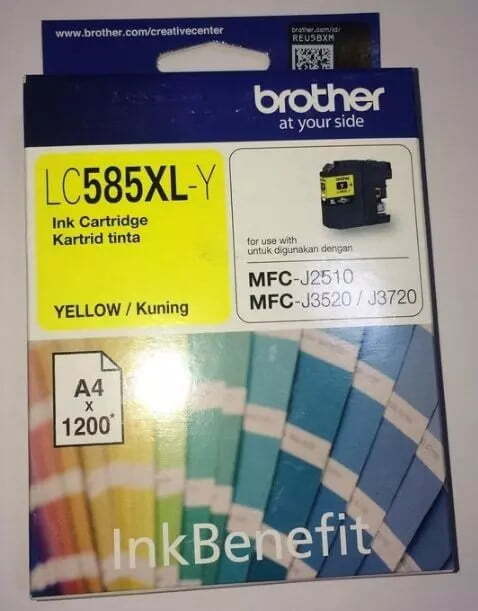 www.brother.com/creativecenter
brother.com/id/
REU5BXM
brother
at your side
LC585XL-Y
Ink Cartridge
Kartrid tinta
YELLOW / Kuning
for use with
untuk digunakan dengan
MFC-J2510
MFC-J3520 / J3720
A4
x
1200*
InkBenefit